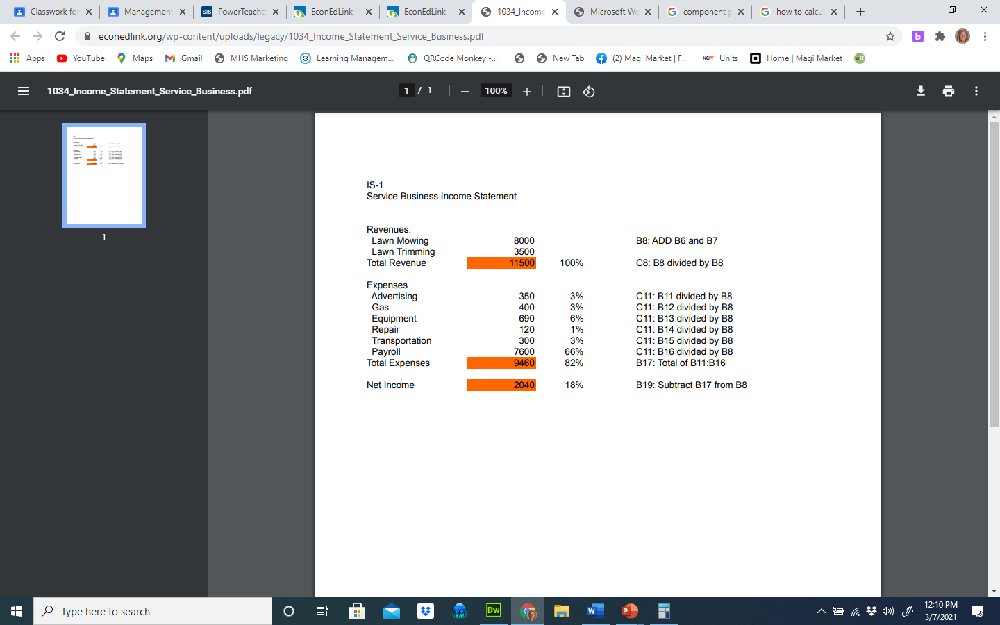 Classwork for
Management
SIS PowerTeache
EconEdLink -
EconEdLink -
1034_Income
Microsoft Wo
component p
how to calcul
econedlink.org/wp-content/uploads/legacy/1034_Income_Statement_Service_Business.pdf
Apps YouTube Maps Gmail MHS Marketing Learning Managem... QRCode Monkey -... New Tab (2) Magi Market | F... NGPF Units Home | Magi Market
1034_Income_Statement_Service_Business.pdf 1 / 1 100%
1
IS-1
Service Business Income Statement
Revenues:
Lawn Mowing 8000 B8: ADD B6 and B7
Lawn Trimming 3500
Total Revenue 11500 100% C8: B8 divided by B8
Expenses
Advertising 350 3% C11: B11 divided by B8
Gas 400 3% C11: B12 divided by B8
Equipment 690 6% C11: B13 divided by B8
Repair 120 1% C11: B14 divided by B8
Transportation 300 3% C11: B15 divided by B8
Payroll 7600 66% C11: B16 divided by B8
Total Expenses 9460 82% B17: Total of B11:B16
Net Income 2040 18% B19: Subtract B17 from B8
Type here to search
Dw
12:10 PM
3/7/2021